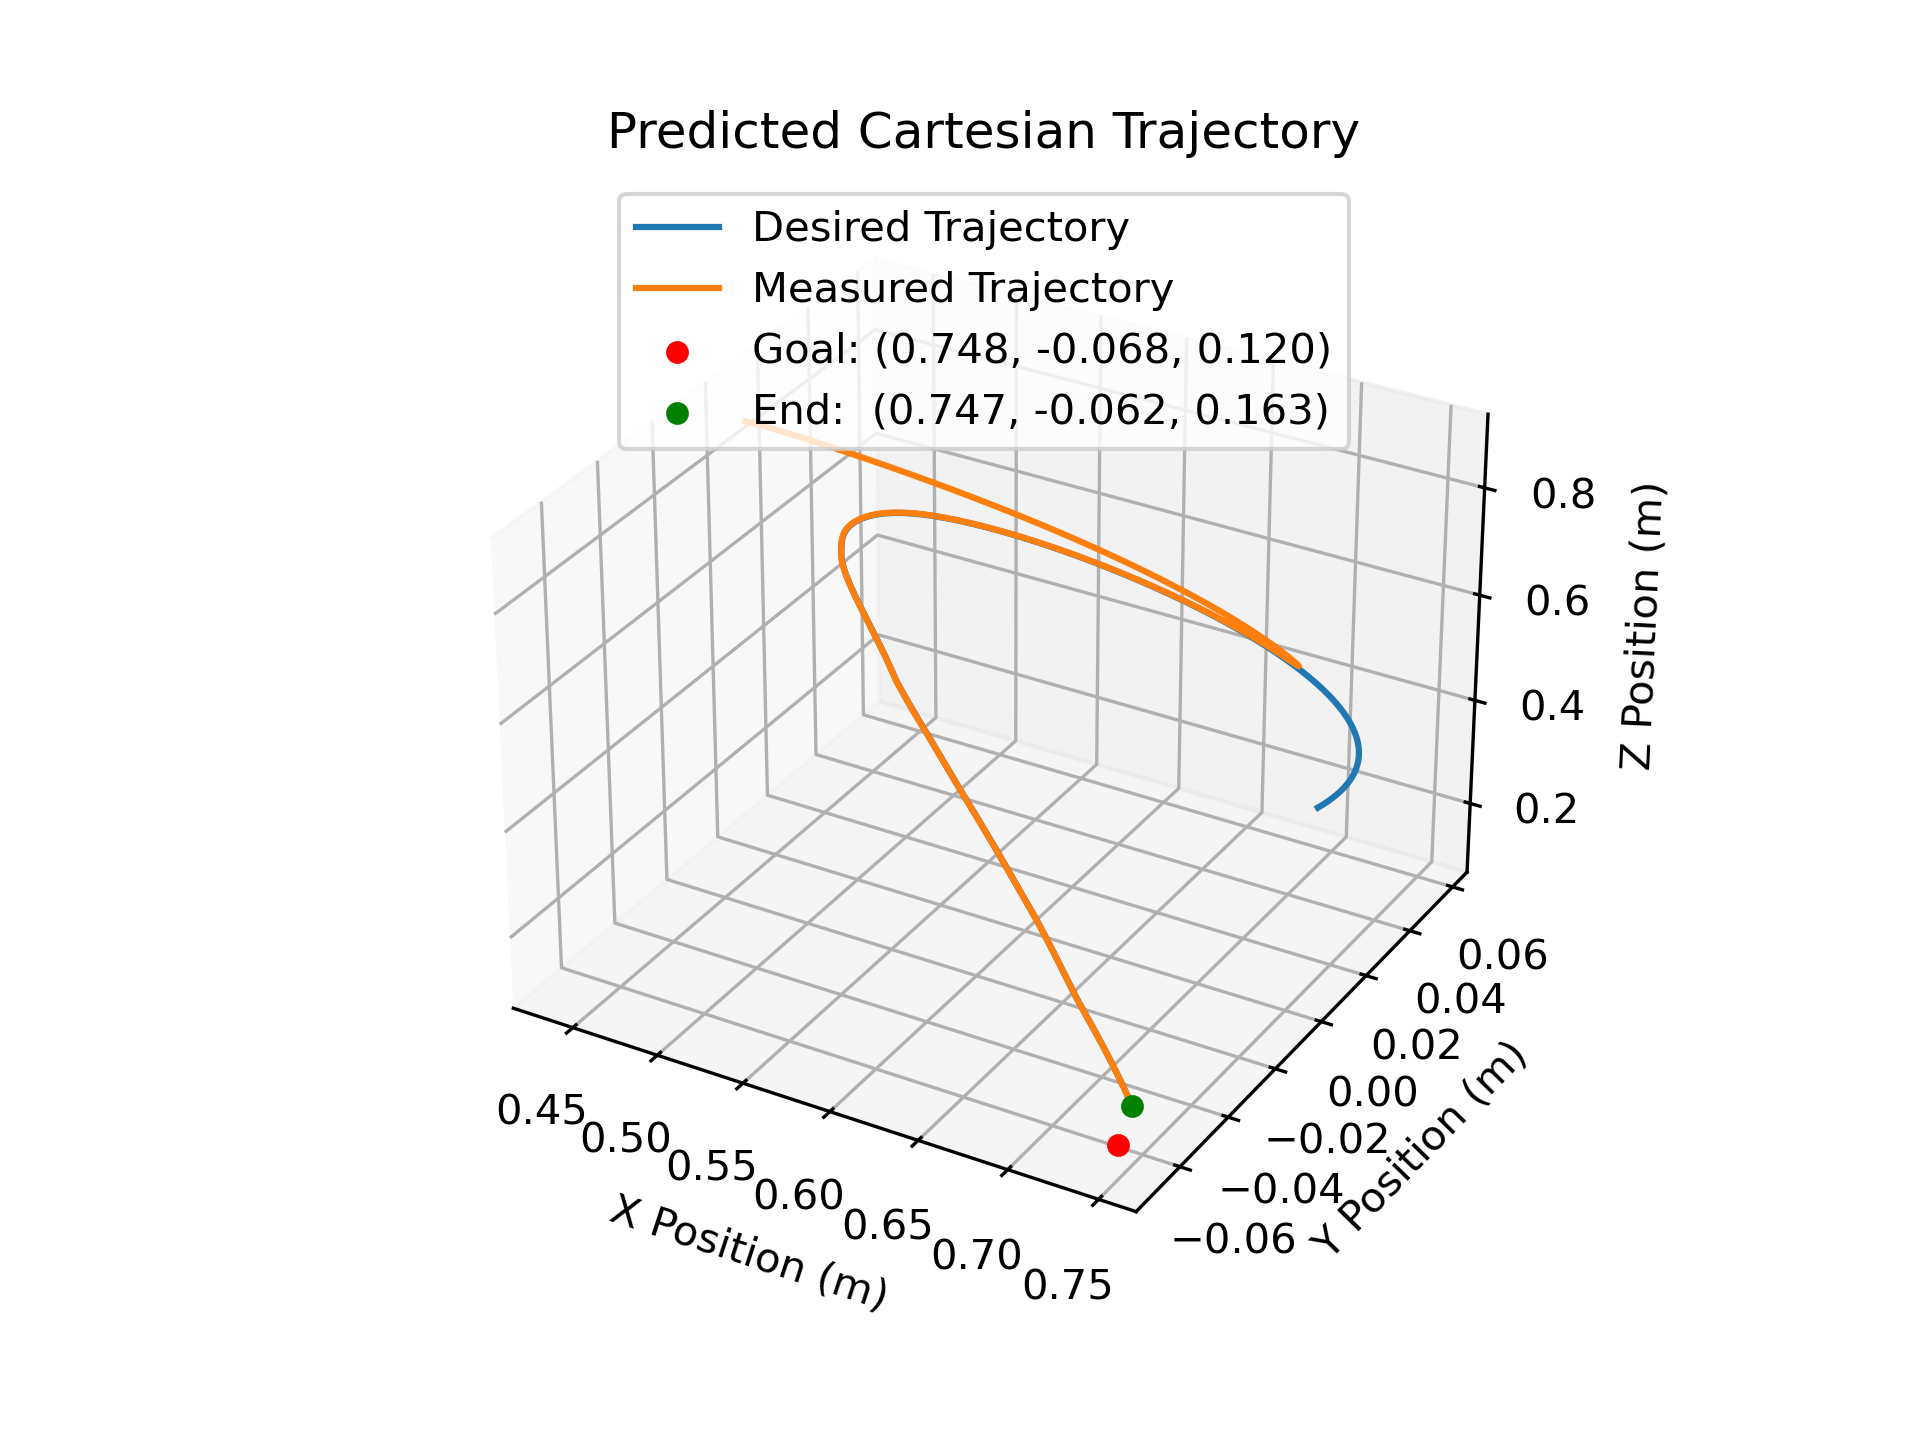 Predicted Cartesian Trajectory
Desired Trajectory
Measured Trajectory
Goal: (0.748, -0.068, 0.120)
End: (0.747, -0.062, 0.163)
0.8
0.6
0.4
0.2
Z Position (m)
0.06
0.04
0.02
0.00
−0.02
−0.04
−0.06
Y Position (m)
0.45
0.50
0.55
0.60
0.65
0.70
0.75
X Position (m)